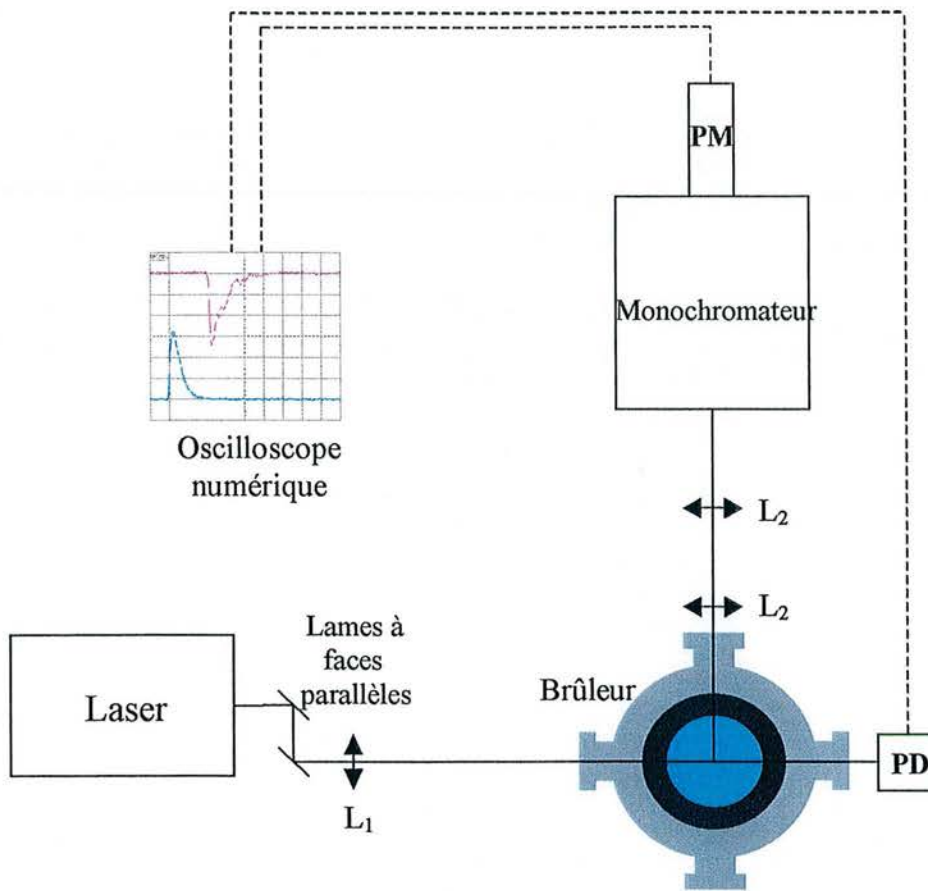 PM
Monochromateur
Oscilloscope
numérique
L₂
L₂
Lames à
faces
parallèles
Laser
Brûleur
PD
L₁